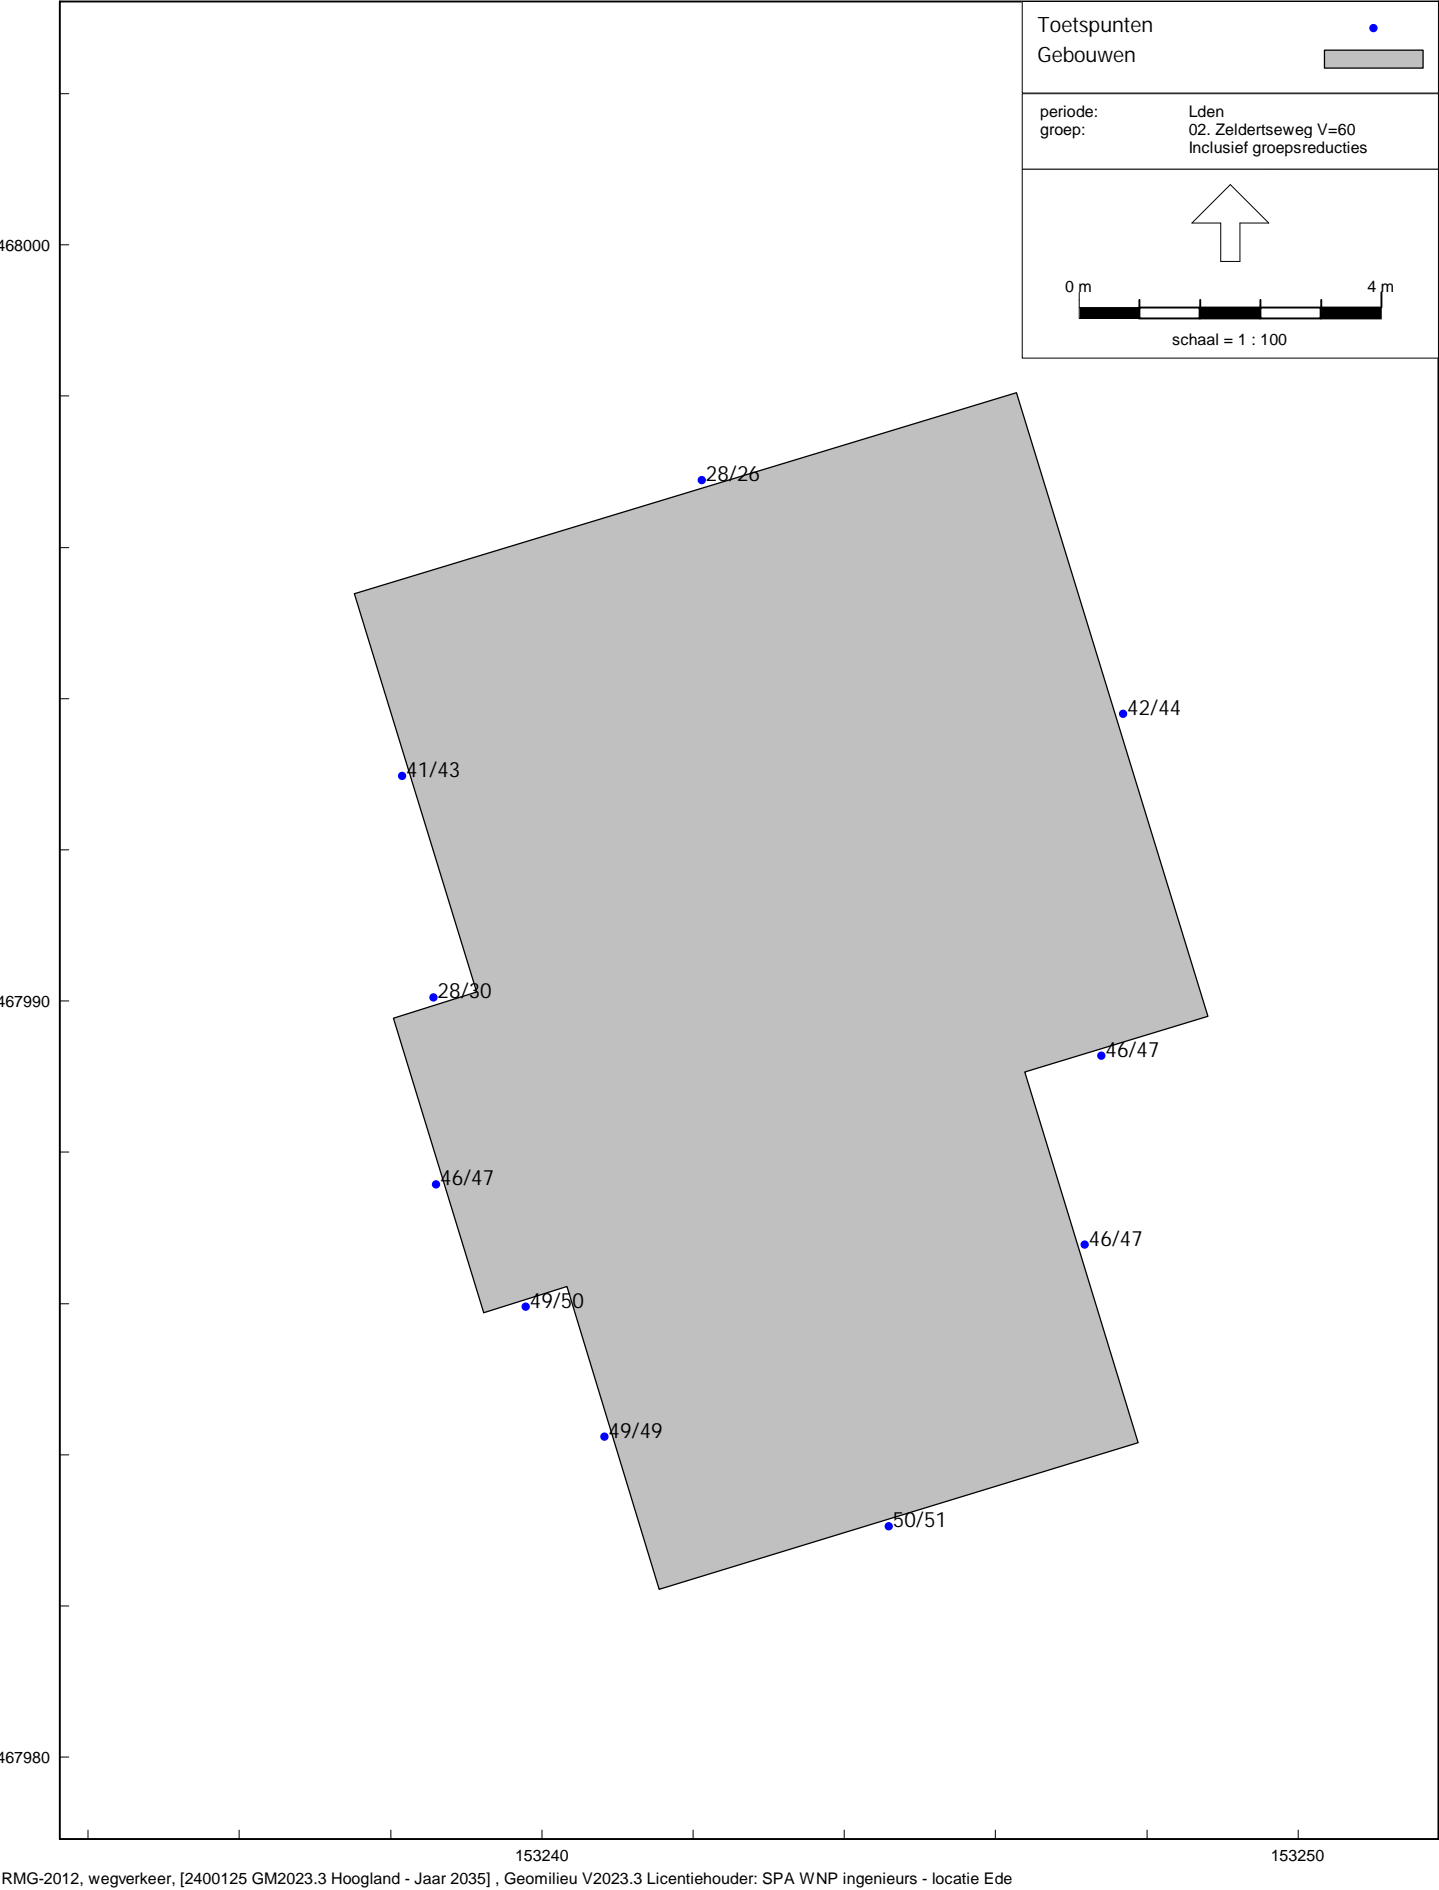 Toetspunten
Gebouwen
periode: Lden
groep: 02. Zeldertseweg V=60
Inclusief groepsreducties
0 m 4 m
schaal = 1 : 100
468000
28/26
42/44
41/43
28/30
467990
46/47
46/47
46/47
49/50
49/49
50/51
467980
153240 153250
RMG-2012, wegverkeer, [2400125 GM2023.3 Hoogland - Jaar 2035] , Geomilieu V2023.3 Licentiehouder: SPA WNP ingenieurs - locatie Ede